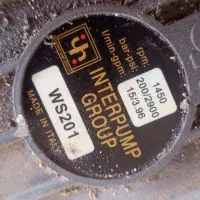 INTERPUMP
GROUP
rpm: 1450
bar-psi: 200/2900
l/min-gpm: 15/3.96
WS201
MADE IN ITALY